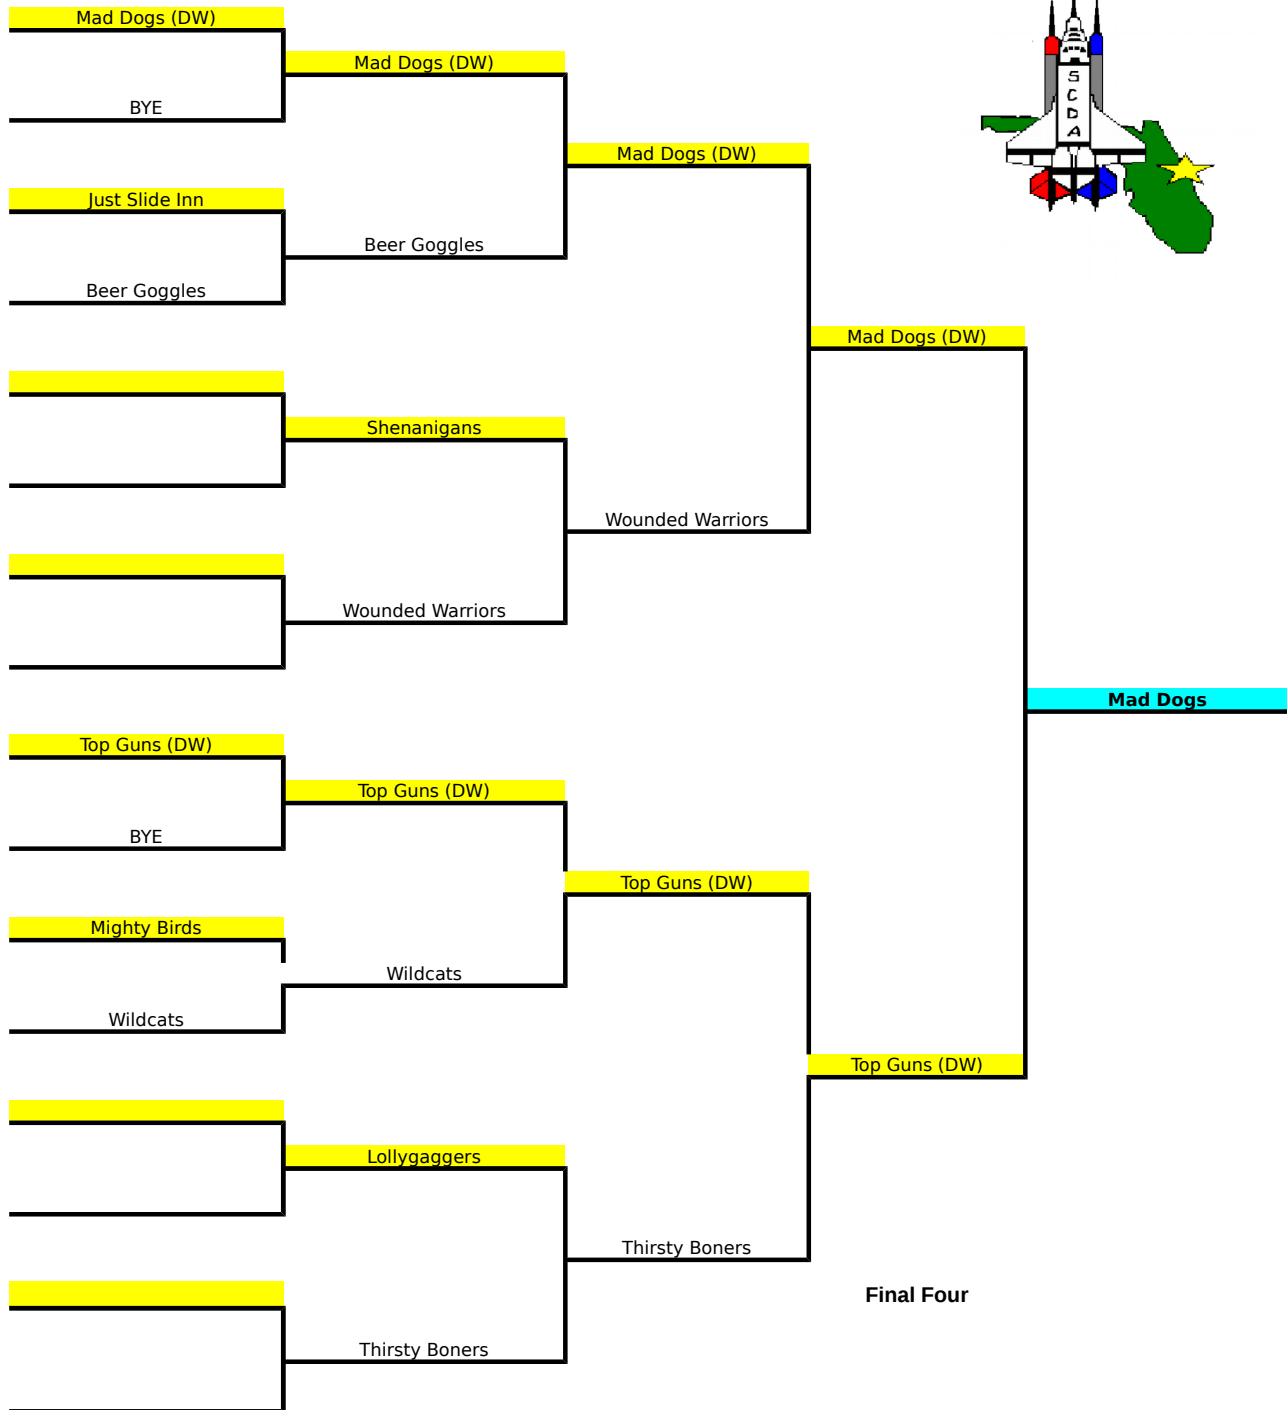 Mad Dogs (DW)
Mad Dogs (DW)
BYE
Mad Dogs (DW)
Just Slide Inn
Beer Goggles
Beer Goggles
Mad Dogs (DW)
Shenanigans
Wounded Warriors
Wounded Warriors
Mad Dogs
Top Guns (DW)
Top Guns (DW)
BYE
Top Guns (DW)
Mighty Birds
Wildcats
Wildcats
Top Guns (DW)
Lollygaggers
Thirsty Boners
Final Four
Thirsty Boners
S
C
D
A